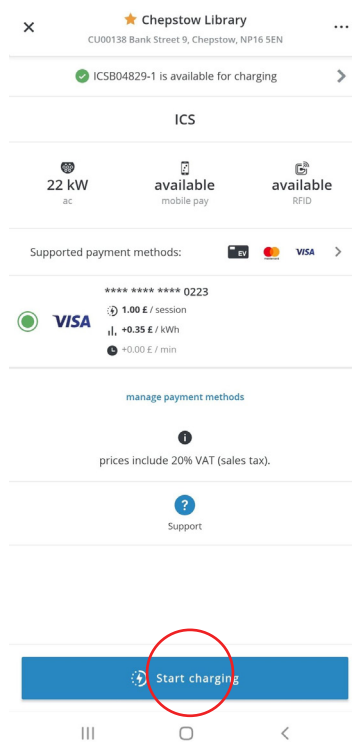 Chepstow Library
CU00138 Bank Street 9, Chepstow, NP16 5EN
ICSB04829-1 is available for charging
ICS
22 kW
ac
available
mobile pay
available
RFID
Supported payment methods:
EV
mastercard
VISA
VISA
**** **** **** 0223
1.00 £ / session
+0.35 £ / kWh
+0.00 £ / min
manage payment methods
prices include 20% VAT (sales tax).
?
Support
Start charging